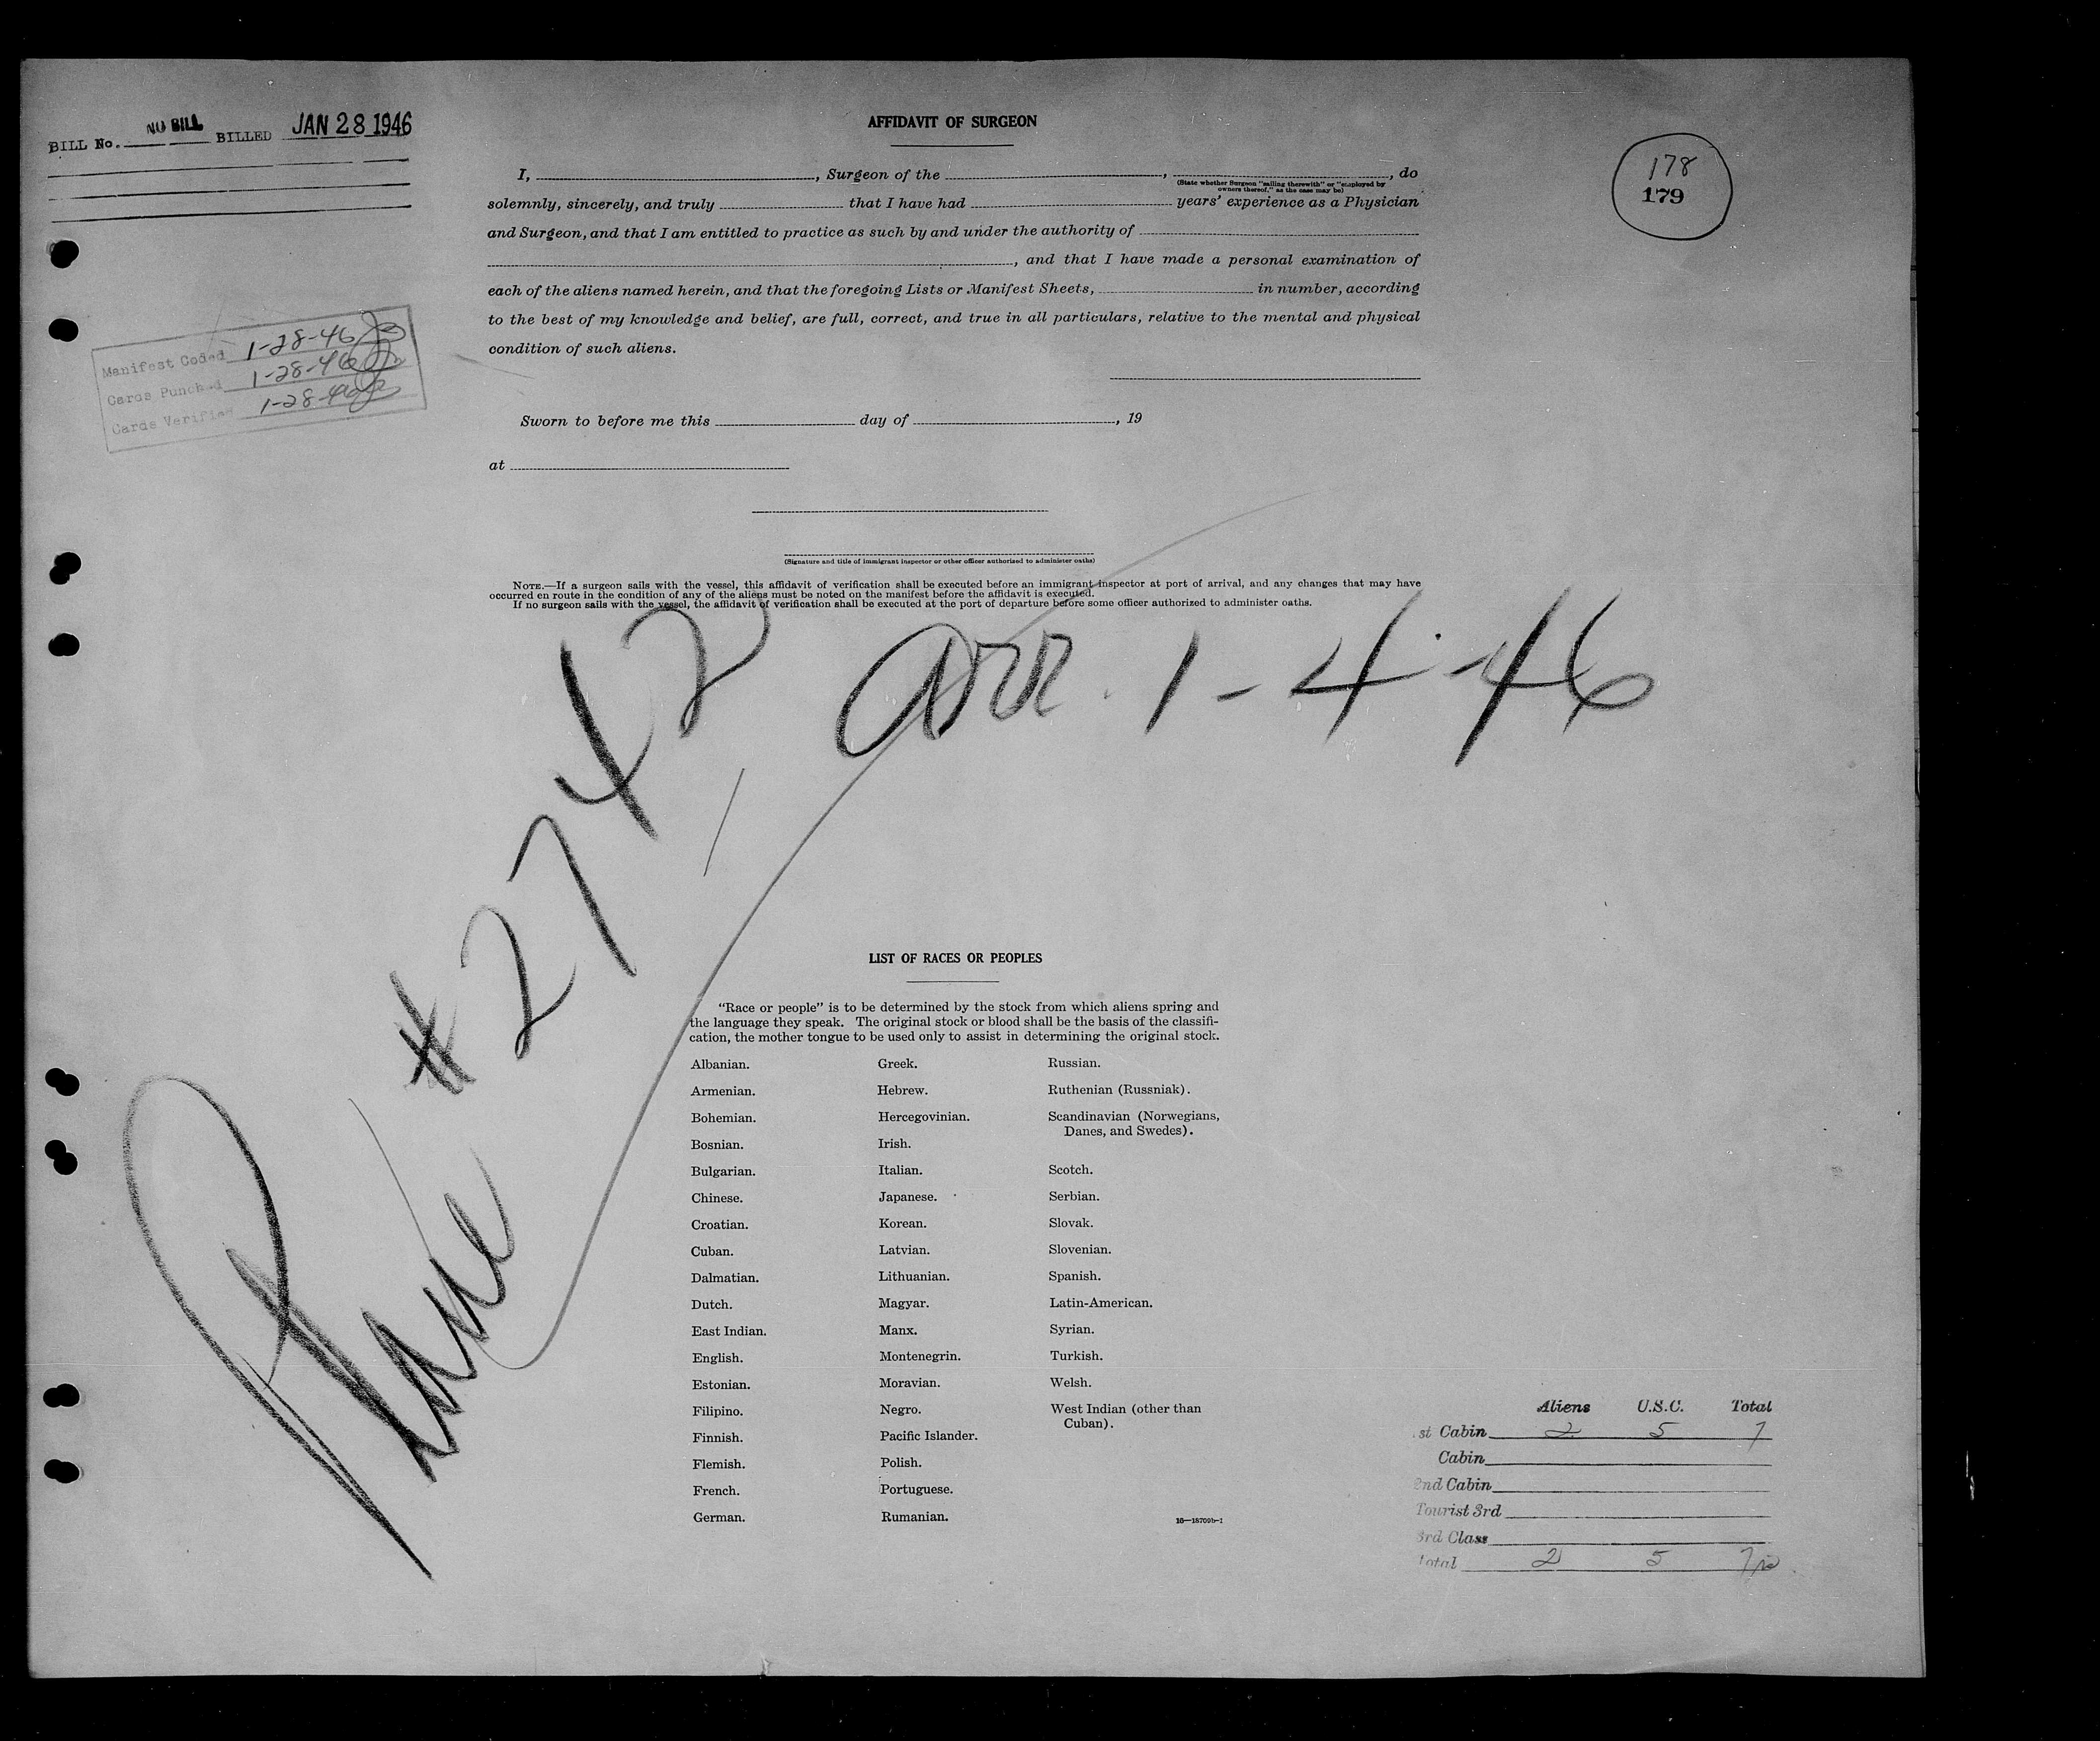 BILL No. NO BILL BILLED JAN 28 1946
178
179
Manifest Coded 1-28-46
Cards Punched 1-28-46
Cards Verified 1-28-46
AFFIDAVIT OF SURGEON
I, , Surgeon of the , , do
(State whether Surgeon "sailing therewith" or "employed by
owners thereof," as the case may be)
solemnly, sincerely, and truly that I have had years' experience as a Physician
and Surgeon, and that I am entitled to practice as such by and under the authority of
, and that I have made a personal examination of
each of the aliens named herein, and that the foregoing Lists or Manifest Sheets, in number, according
to the best of my knowledge and belief, are full, correct, and true in all particulars, relative to the mental and physical
condition of such aliens.
Sworn to before me this day of , 19
at
(Signature and title of immigrant inspector or other officer authorized to administer oaths)
NOTE.—If a surgeon sails with the vessel, this affidavit of verification shall be executed before an immigrant inspector at port of arrival, and any changes that may have
occurred en route in the condition of any of the aliens must be noted on the manifest before the affidavit is executed.
If no surgeon sails with the vessel, the affidavit of verification shall be executed at the port of departure before some officer authorized to administer oaths.
Plane #2742
arr. 1-4-46
LIST OF RACES OR PEOPLES
"Race or people" is to be determined by the stock from which aliens spring and
the language they speak. The original stock or blood shall be the basis of the classifi-
cation, the mother tongue to be used only to assist in determining the original stock.
Albanian.
Armenian.
Bohemian.
Bosnian.
Bulgarian.
Chinese.
Croatian.
Cuban.
Dalmatian.
Dutch.
East Indian.
English.
Estonian.
Filipino.
Finnish.
Flemish.
French.
German.
Greek.
Hebrew.
Hercegovinian.
Irish.
Italian.
Japanese.
Korean.
Latvian.
Lithuanian.
Magyar.
Manx.
Montenegrin.
Moravian.
Negro.
Pacific Islander.
Polish.
Portuguese.
Rumanian.
Russian.
Ruthenian (Russniak).
Scandinavian (Norwegians,
Danes, and Swedes).
Scotch.
Serbian.
Slovak.
Slovenian.
Spanish.
Latin-American.
Syrian.
Turkish.
Welsh.
West Indian (other than
Cuban).
16—18709b-1
Aliens U.S.C. Total
st Cabin 2 5 7
Cabin
2nd Cabin
Tourist 3rd
3rd Class
Total 2 5 7